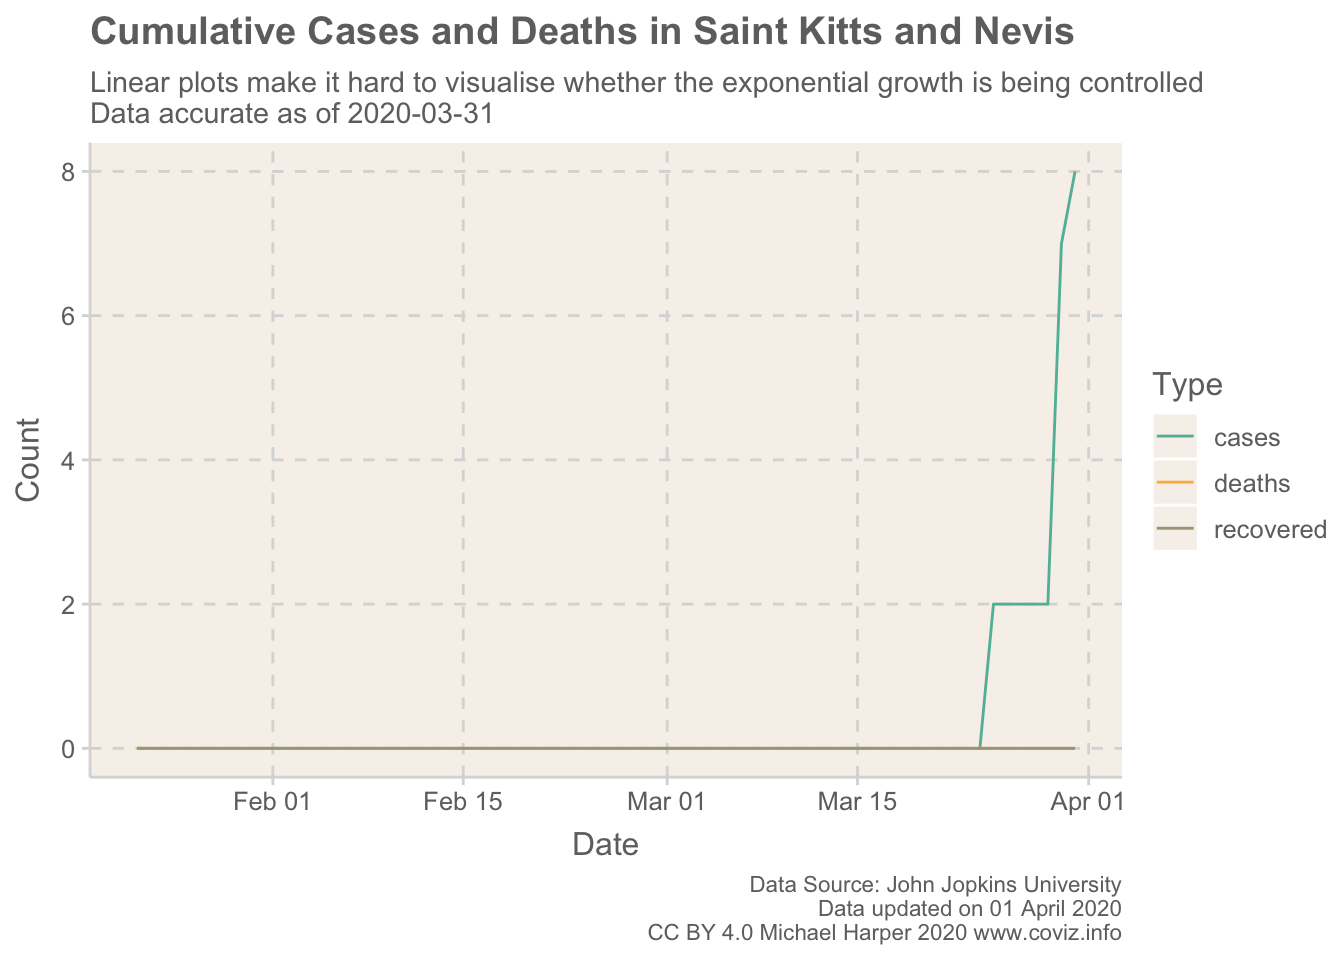 Cumulative Cases and Deaths in Saint Kitts and Nevis
Linear plots make it hard to visualise whether the exponential growth is being controlled
Data accurate as of 2020-03-31
8
6
4
2
0
Count
Feb 01
Feb 15
Mar 01
Mar 15
Apr 01
Date
Type
cases
deaths
recovered
Data Source: John Jopkins University
Data updated on 01 April 2020
CC BY 4.0 Michael Harper 2020 www.coviz.info